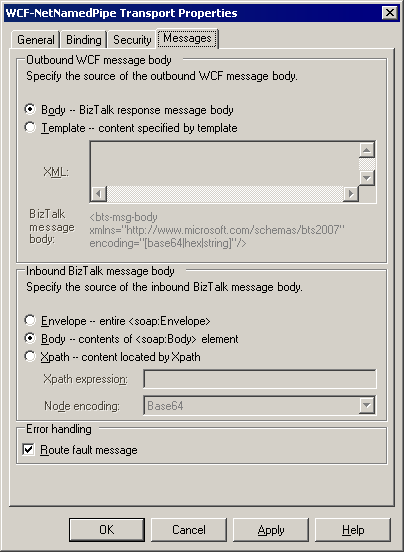 WCF-NetNamedPipe Transport Properties
General Binding Security Messages
Outbound WCF message body
Specify the source of the outbound WCF message body.
Body -- BizTalk response message body
Template -- content specified by template
XML:
BizTalk message body:
<bts-msg-body
xmlns="http://www.microsoft.com/schemas/bts2007"
encoding="[base64|hex|string]"/>
Inbound BizTalk message body
Specify the source of the inbound BizTalk message body.
Envelope -- entire <soap:Envelope>
Body -- contents of <soap:Body> element
Xpath -- content located by Xpath
Xpath expression:
Node encoding: Base64
Error handling
Route fault message
OK Cancel Apply Help